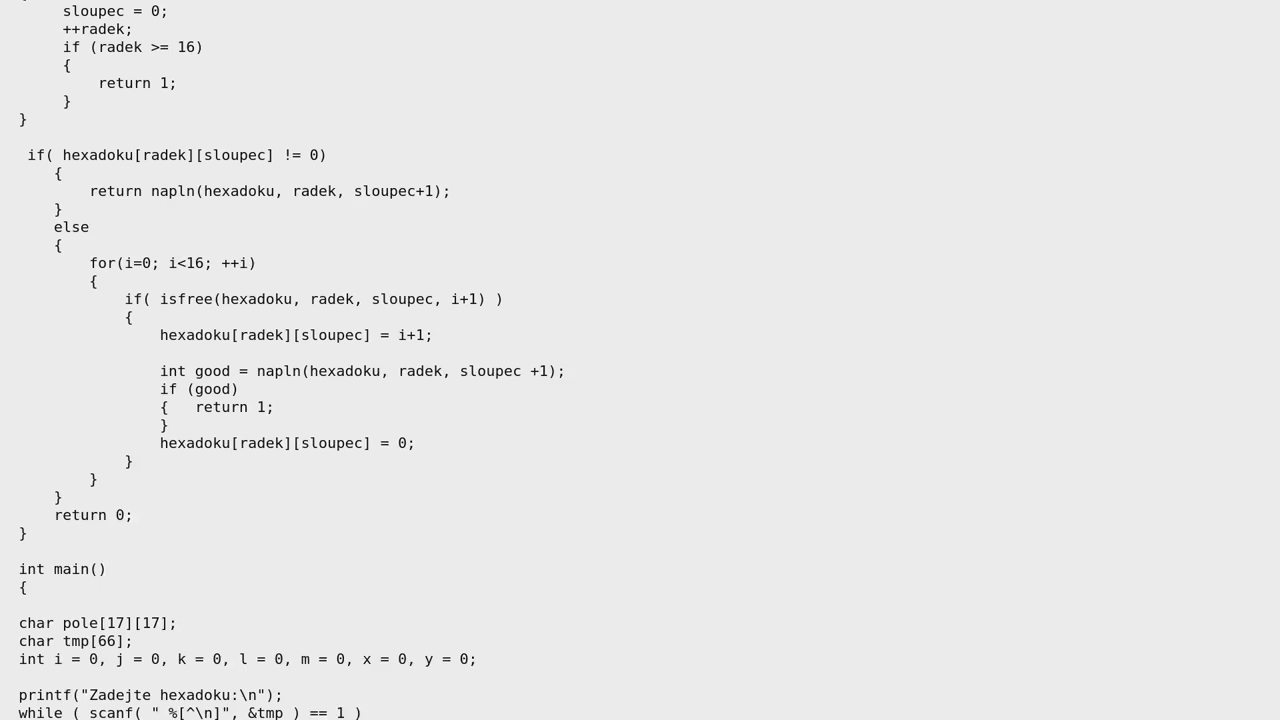 sloupec = 0;
++radek;
if (radek >= 16)
{
return 1;
}
}
if( hexadoku[radek][sloupec] != 0)
{
return napln(hexadoku, radek, sloupec+1);
}
else
{
for(i=0; i<16; ++i)
{
if( isfree(hexadoku, radek, sloupec, i+1) )
{
hexadoku[radek][sloupec] = i+1;
int good = napln(hexadoku, radek, sloupec +1);
if (good)
{   return 1;
}
hexadoku[radek][sloupec] = 0;
}
}
}
return 0;
}
int main()
{
char pole[17][17];
char tmp[66];
int i = 0, j = 0, k = 0, l = 0, m = 0, x = 0, y = 0;
printf("Zadejte hexadoku:\n");
while ( scanf( " %[^\n]", &tmp ) == 1 )